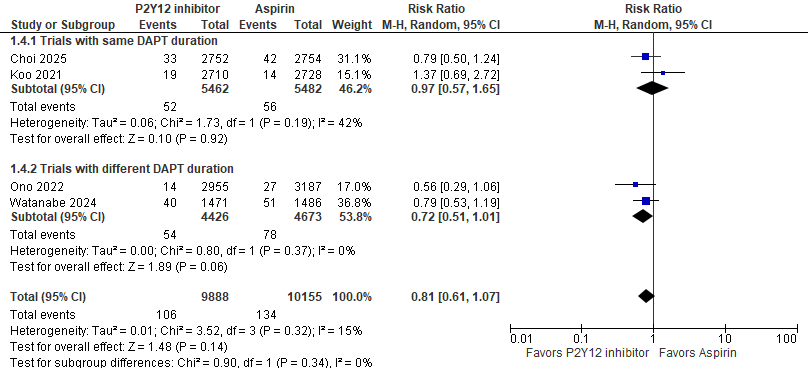 P2Y12 inhibitor Aspirin Risk Ratio Risk Ratio
Study or Subgroup Events Total Events Total Weight M-H, Random, 95% CI M-H, Random, 95% CI
1.4.1 Trials with same DAPT duration
Choi 2025 33 2752 42 2754 31.1% 0.79 [0.50, 1.24]
Koo 2021 19 2710 14 2728 15.1% 1.37 [0.69, 2.72]
Subtotal (95% CI) 5462 5482 46.2% 0.97 [0.57, 1.65]
Total events 52 56
Heterogeneity: Tau² = 0.06; Chi² = 1.73, df = 1 (P = 0.19); I² = 42%
Test for overall effect: Z = 0.10 (P = 0.92)
1.4.2 Trials with different DAPT duration
Ono 2022 14 2955 27 3187 17.0% 0.56 [0.29, 1.06]
Watanabe 2024 40 1471 51 1486 36.8% 0.79 [0.53, 1.19]
Subtotal (95% CI) 4426 4673 53.8% 0.72 [0.51, 1.01]
Total events 54 78
Heterogeneity: Tau² = 0.00; Chi² = 0.80, df = 1 (P = 0.37); I² = 0%
Test for overall effect: Z = 1.89 (P = 0.06)
Total (95% CI) 9888 10155 100.0% 0.81 [0.61, 1.07]
Total events 106 134
Heterogeneity: Tau² = 0.01; Chi² = 3.52, df = 3 (P = 0.32); I² = 15%
Test for overall effect: Z = 1.48 (P = 0.14)
Test for subgroup differences: Chi² = 0.90, df = 1 (P = 0.34), I² = 0%
0.01 0.1 1 10 100
Favors P2Y12 inhibitor Favors Aspirin